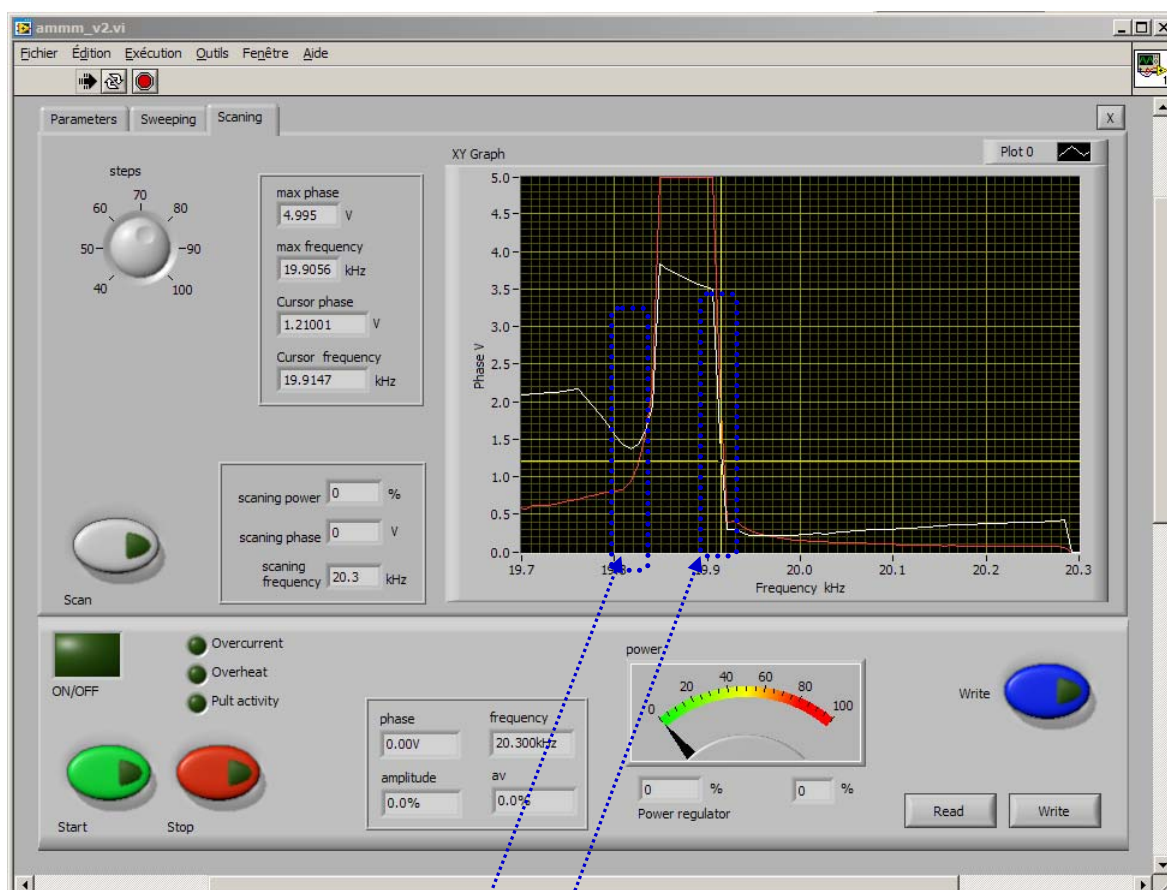 ammm_v2.vi
Fichier Édition Exécution Outils Fenêtre Aide
1
Parameters Sweeping Scaning X
steps
40 50 60 70 80 90 100
max phase
4.995 V
max frequency
19.9056 kHz
Cursor phase
1.21001 V
Cursor frequency
19.9147 kHz
scaning power 0 %
scaning phase 0 V
scaning
frequency 20.3 kHz
Scan
XY Graph Plot 0
Phase V
5.0
4.5
4.0
3.5
3.0
2.5
2.0
1.5
1.0
0.5
0.0
19.7 19.8 19.9 20.0 20.1 20.2 20.3
Frequency kHz
ON/OFF
Overcurrent
Overheat
Pult activity
Start Stop
phase frequency
0.00V 20.300kHz
amplitude av
0.0% 0.0%
power
0 20 40 60 80 100
0 % 0 %
Power regulator
Write
Read Write